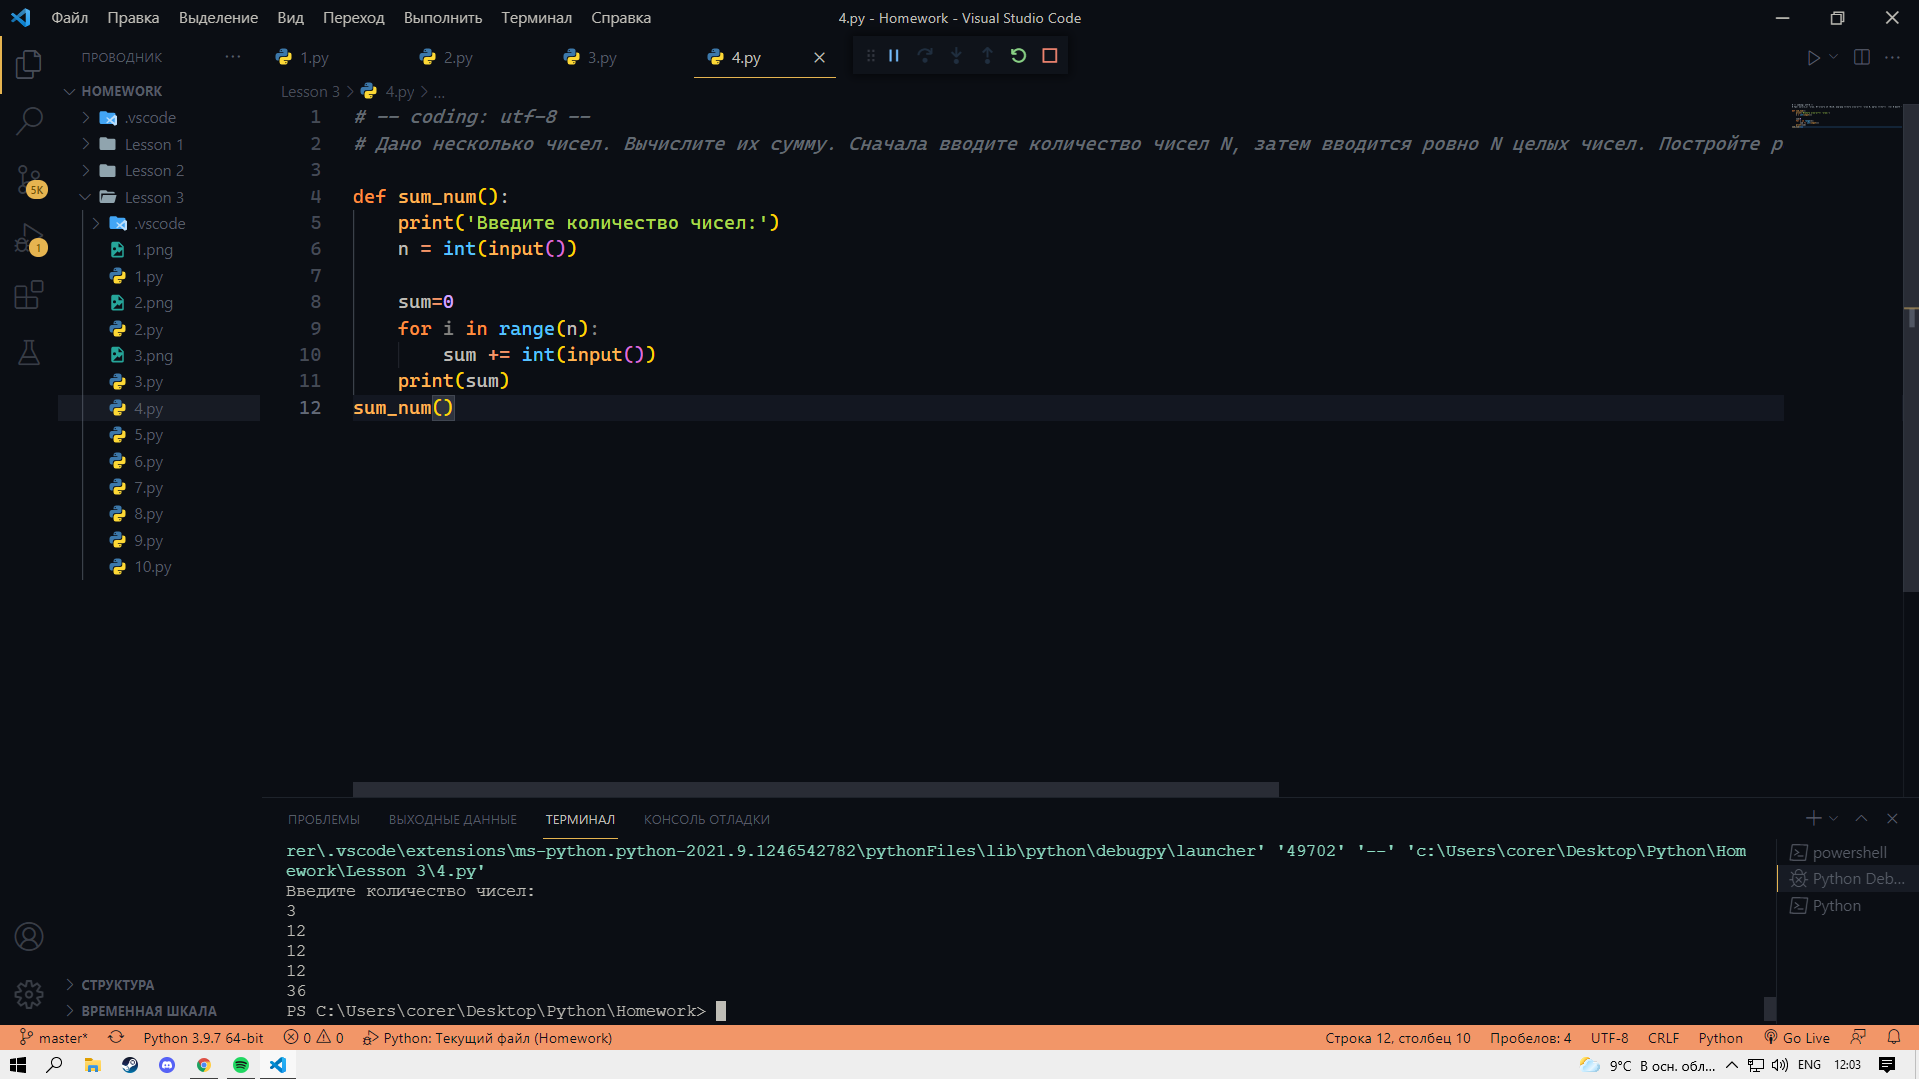 Файл Правка Выделение Вид Переход Выполнить Терминал Справка
4.py - Homework - Visual Studio Code
ПРОВОДНИК
1.py
2.py
3.py
4.py
HOMEWORK
.vscode
Lesson 1
Lesson 2
Lesson 3
.vscode
1.png
1.py
2.png
2.py
3.png
3.py
4.py
5.py
6.py
7.py
8.py
9.py
10.py
5K
1
СТРУКТУРА
ВРЕМЕННАЯ ШКАЛА
Lesson 3 > 4.py > ...
1 # -- coding: utf-8 --
2 # Дано несколько чисел. Вычислите их сумму. Сначала вводите количество чисел N, затем вводится ровно N целых чисел. Постройте р
3
4 def sum_num():
5 print('Введите количество чисел:')
6 n = int(input())
7
8 sum=0
9 for i in range(n):
10 sum += int(input())
11 print(sum)
12 sum_num()
ПРОБЛЕМЫ ВЫХОДНЫЕ ДАННЫЕ ТЕРМИНАЛ КОНСОЛЬ ОТЛАДКИ
rer\.vscode\extensions\ms-python.python-2021.9.1246542782\pythonFiles\lib\python\debugpy\launcher' '49702' '--' 'c:\Users\corer\Desktop\Python\Hom
ework\Lesson 3\4.py'
Введите количество чисел:
3
12
12
12
36
PS C:\Users\corer\Desktop\Python\Homework>
powershell
Python Deb...
Python
master* Python 3.9.7 64-bit 0 0 Python: Текущий файл (Homework)
Строка 12, столбец 10 Пробелов: 4 UTF-8 CRLF Python Go Live
9°C В осн. обл... ENG 12:03